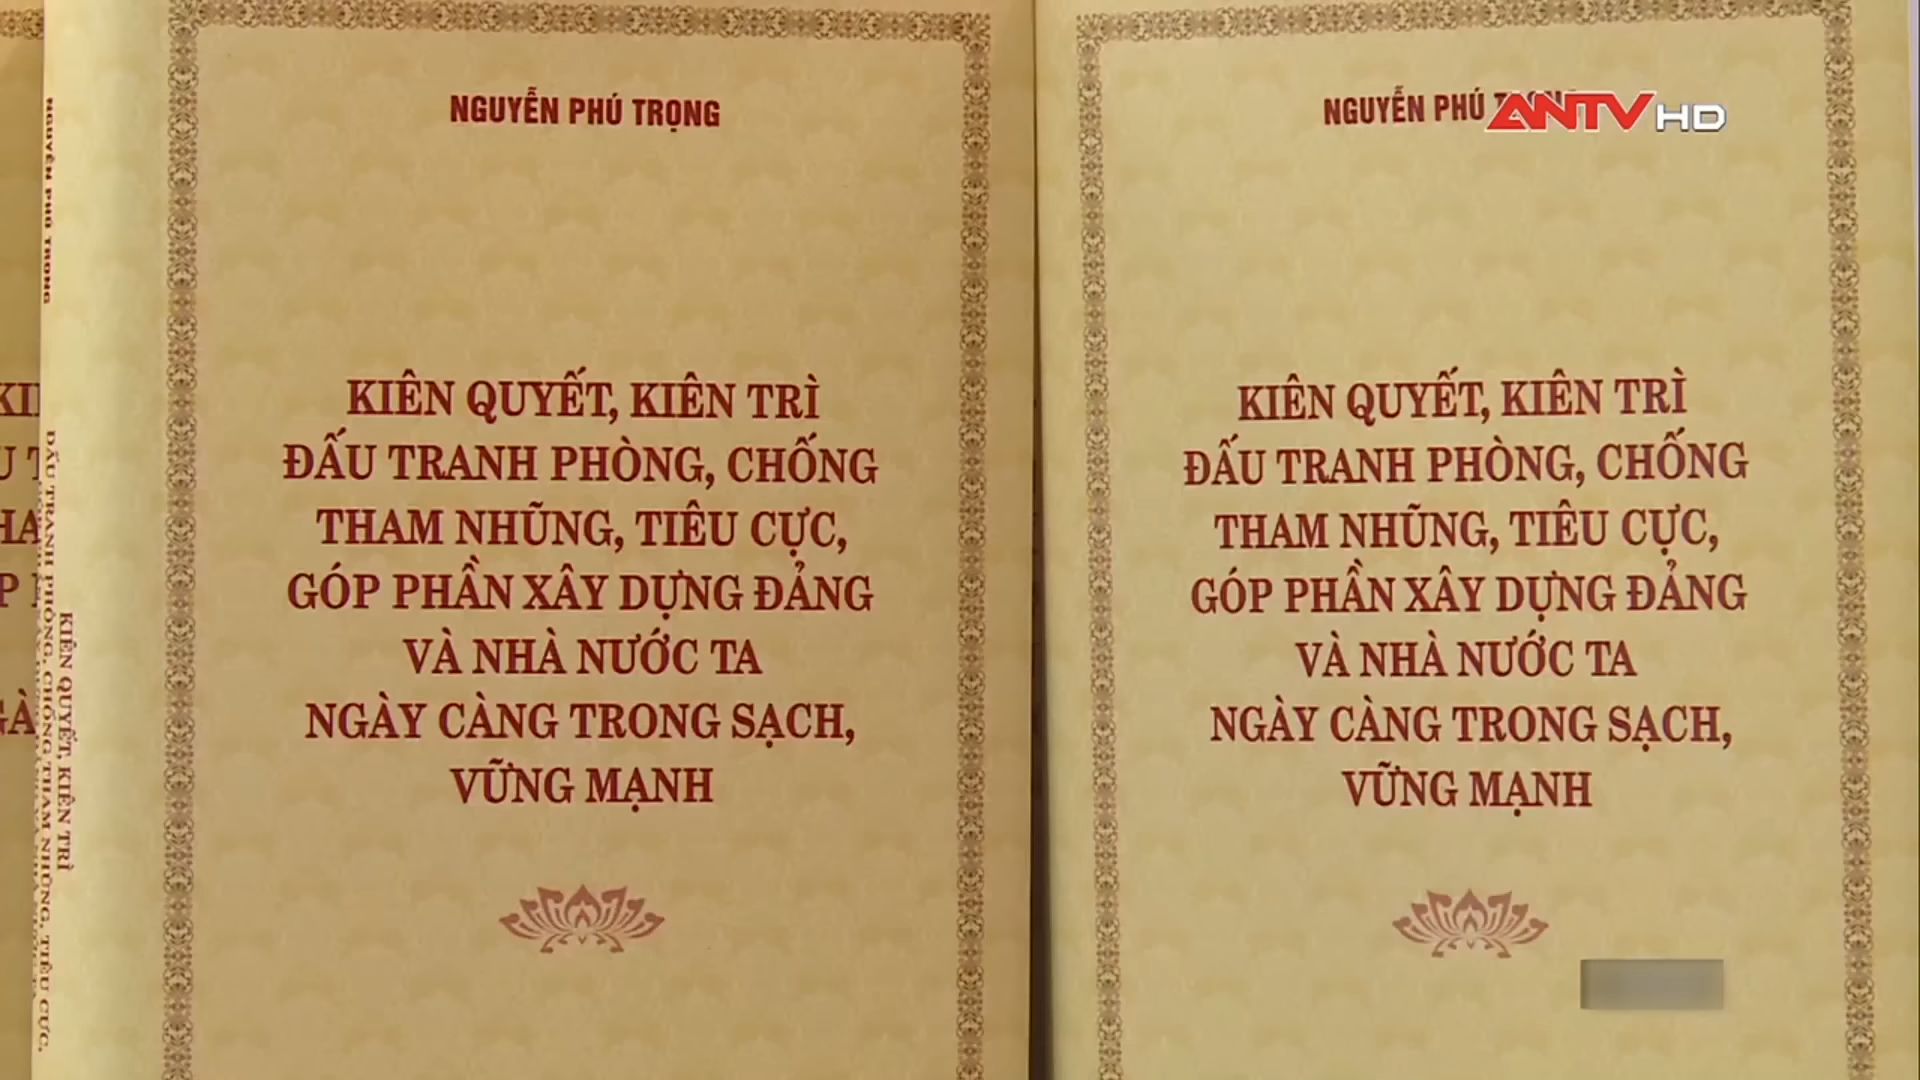 NGUYỄN PHÚ TRỌNG
KIÊN QUYẾT, KIÊN TRÌ
ĐẤU TRANH PHÒNG, CHỐNG
THAM NHŨNG, TIÊU CỰC,
GÓP PHẦN XÂY DỰNG ĐẢNG
VÀ NHÀ NƯỚC TA
NGÀY CÀNG TRONG SẠCH,
VỮNG MẠNH
NGUYỄN PHÚ
ANTV HD
KIÊN QUYẾT, KIÊN TRÌ
ĐẤU TRANH PHÒNG, CHỐNG
THAM NHŨNG, TIÊU CỰC,
GÓP PHẦN XÂY DỰNG ĐẢNG
VÀ NHÀ NƯỚC TA
NGÀY CÀNG TRONG SẠCH,
VỮNG MẠNH
NGUYỄN PHÚ TRỌNG
KIÊN QUYẾT, KIÊN TRÌ
ĐẤU TRANH PHÒNG, CHỐNG THAM NHŨNG, TIÊU CỰC,